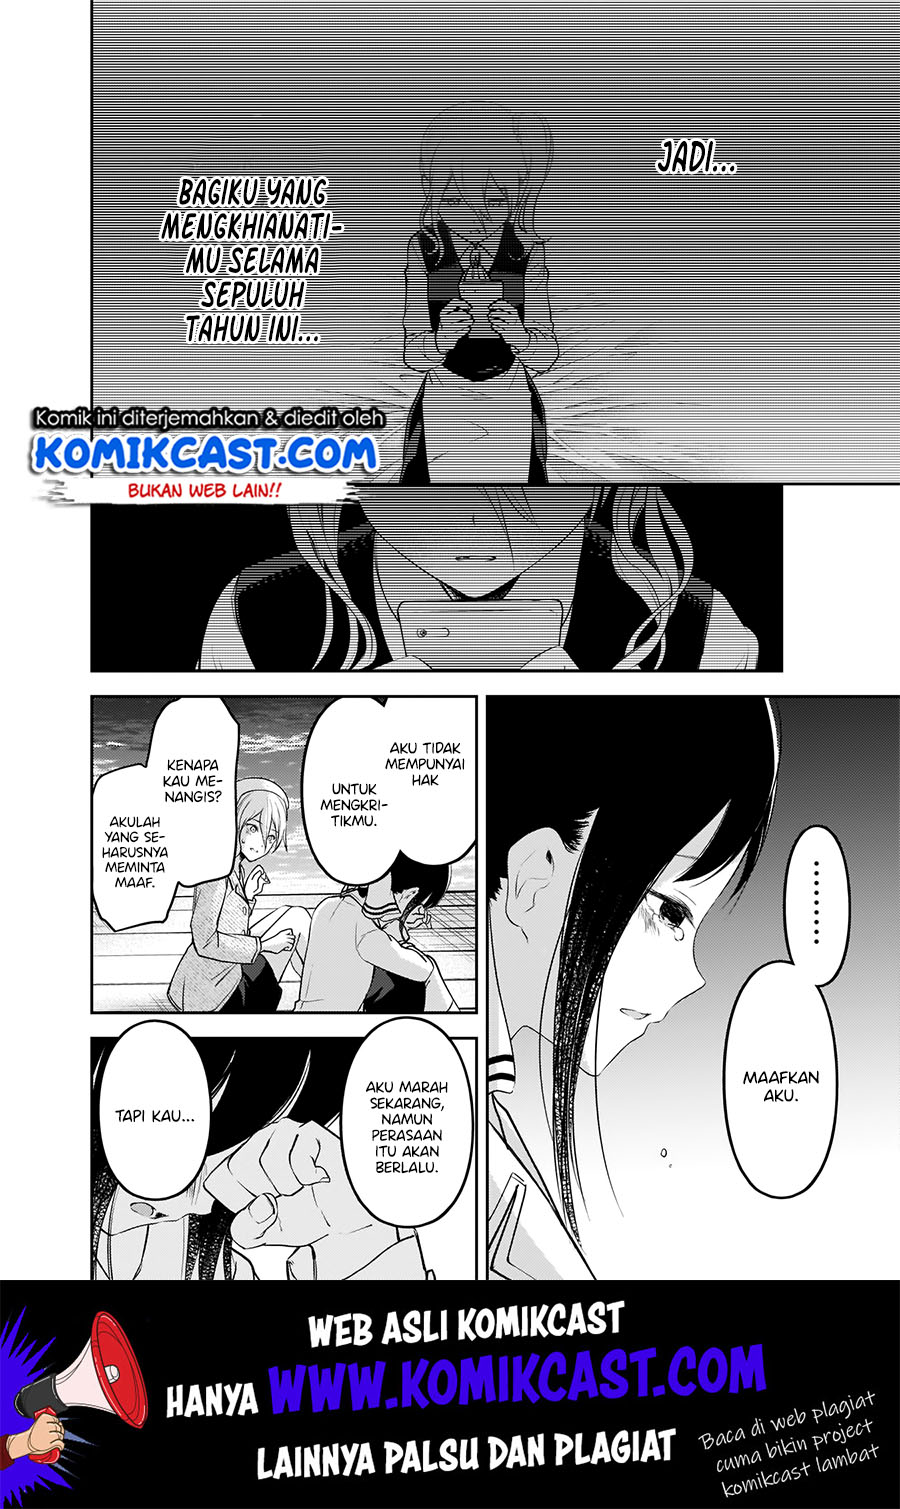 JADI...
BAGIKU YANG
MENGKHIANATI-
MU SELAMA
SEPULUH
TAHUN INI...
Komik ini diterjemahkan & diedit oleh
KOMIKCAST.COM
BUKAN WEB LAIN!!
.........
MAAFKAN
AKU.
AKU TIDAK
MEMPUNYAI
HAK
UNTUK
MENGKRI-
TIKMU.
KENAPA
KAU ME-
NANGIS?
AKULAH
YANG SE-
HARUSNYA
MEMINTA
MAAF.
AKU MARAH
SEKARANG,
NAMUN
PERASAAN
ITU AKAN
BERLALU.
TAPI KAU...
WEB ASLI KOMIKCAST
HANYA WWW.KOMIKCAST.COM
LAINNYA PALSU DAN PLAGIAT
Baca di web plagiat
cuma bikin project
komikcast lambat